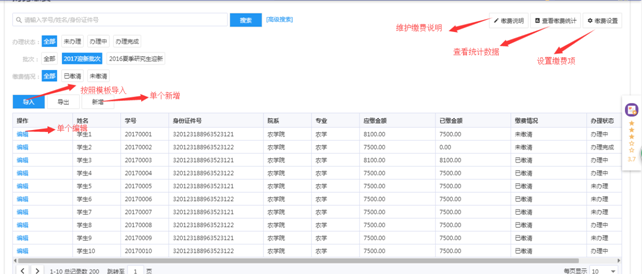 请输入学号/姓名/身份证件号 搜索 [高级搜索]
维护缴费说明
缴费说明 查看缴费统计 缴费设置
查看统计数据
设置缴费项
办理状态： 全部 未办理 办理中 办理完成
批次： 全部 2017迎新批次 2016夏季研究生迎新
缴费情况： 全部 已缴清 未缴清
按照模板导入
单个新增
导入 导出 新增
操作 姓名 学号 身份证件号 院系 专业 应缴金额 已缴金额 缴费情况 办理状态
单个编辑
编辑 学生1 20170001 320123188963523121 农学院 农学 8100.00 7500.00 未缴清 办理中
编辑 学生2 20170002 320123188963523121 农学院 农学 7500.00 0.00 未缴清 办理完成
编辑 学生3 20170003 320123188963523121 农学院 农学 8100.00 8100.00 已缴清 办理中
编辑 学生4 20170004 320123188963523122 农学院 农学 7500.00 7500.00 已缴清 办理中
编辑 学生5 20170005 320123188963523121 农学院 农学 7500.00 7500.00 已缴清 未办理
编辑 学生6 20170006 320123188963523121 农学院 农学 7500.00 7500.00 已缴清 未办理
编辑 学生7 20170007 320123188963523121 农学院 农学 7500.00 7500.00 已缴清 未办理
编辑 学生8 20170008 320123188963523121 农学院 农学 7500.00 7500.00 已缴清 办理中
编辑 学生9 20170009 320123188963523121 农学院 农学 7500.00 7500.00 已缴清 未办理
编辑 学生10 20170010 320123188963523121 农学院 农学 7500.00 7500.00 已缴清 办理中
1-10 总记录数 200 跳转至 1 页 每页显示 10